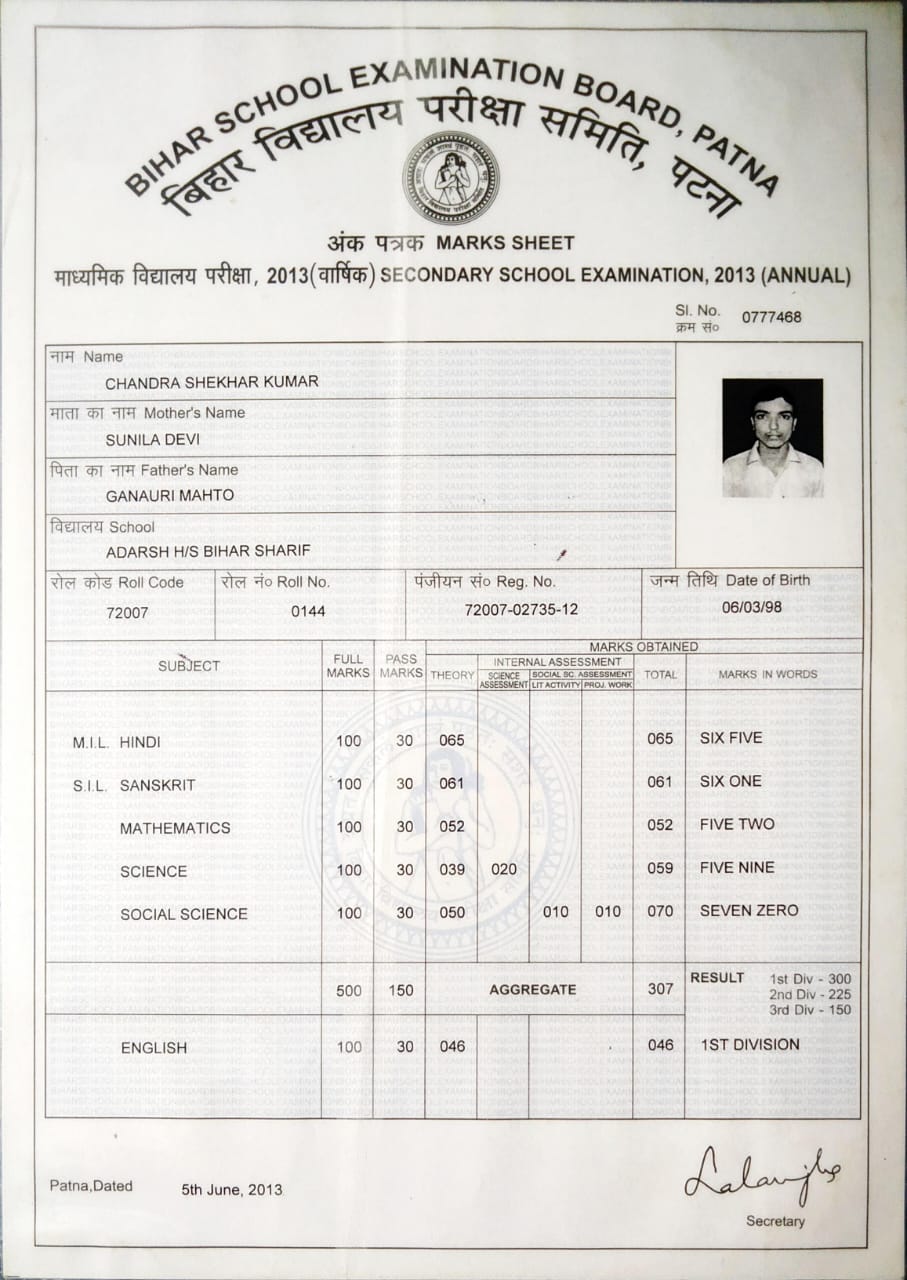 BIHAR SCHOOL EXAMINATION BOARD, PATNA
बिहार विद्यालय परीक्षा समिति, पटना
अंक पत्रक MARKS SHEET
माध्यमिक विद्यालय परीक्षा, 2013(वार्षिक) SECONDARY SCHOOL EXAMINATION, 2013 (ANNUAL)
Sl. No. 0777468
क्रम सं०
नाम Name
CHANDRA SHEKHAR KUMAR
माता का नाम Mother's Name
SUNILA DEVI
पिता का नाम Father's Name
GANAURI MAHTO
विद्यालय School
ADARSH H/S BIHAR SHARIF
रोल कोड Roll Code रोल नं० Roll No. पंजीयन सं० Reg. No. जन्म तिथि Date of Birth
72007 0144 72007-02735-12 06/03/98
SUBJECT FULL MARKS PASS MARKS MARKS OBTAINED
THEORY INTERNAL ASSESSMENT TOTAL MARKS IN WORDS
SCIENCE ASSESSMENT SOCIAL SC. ASSESSMENT
LIT ACTIVITY PROJ. WORK
M.I.L. HINDI 100 30 065 065 SIX FIVE
S.I.L. SANSKRIT 100 30 061 061 SIX ONE
MATHEMATICS 100 30 052 052 FIVE TWO
SCIENCE 100 30 039 020 059 FIVE NINE
SOCIAL SCIENCE 100 30 050 010 010 070 SEVEN ZERO
500 150 AGGREGATE 307 RESULT 1st Div - 300
2nd Div - 225
3rd Div - 150
ENGLISH 100 30 046 046 1ST DIVISION
Patna,Dated 5th June, 2013
Secretary